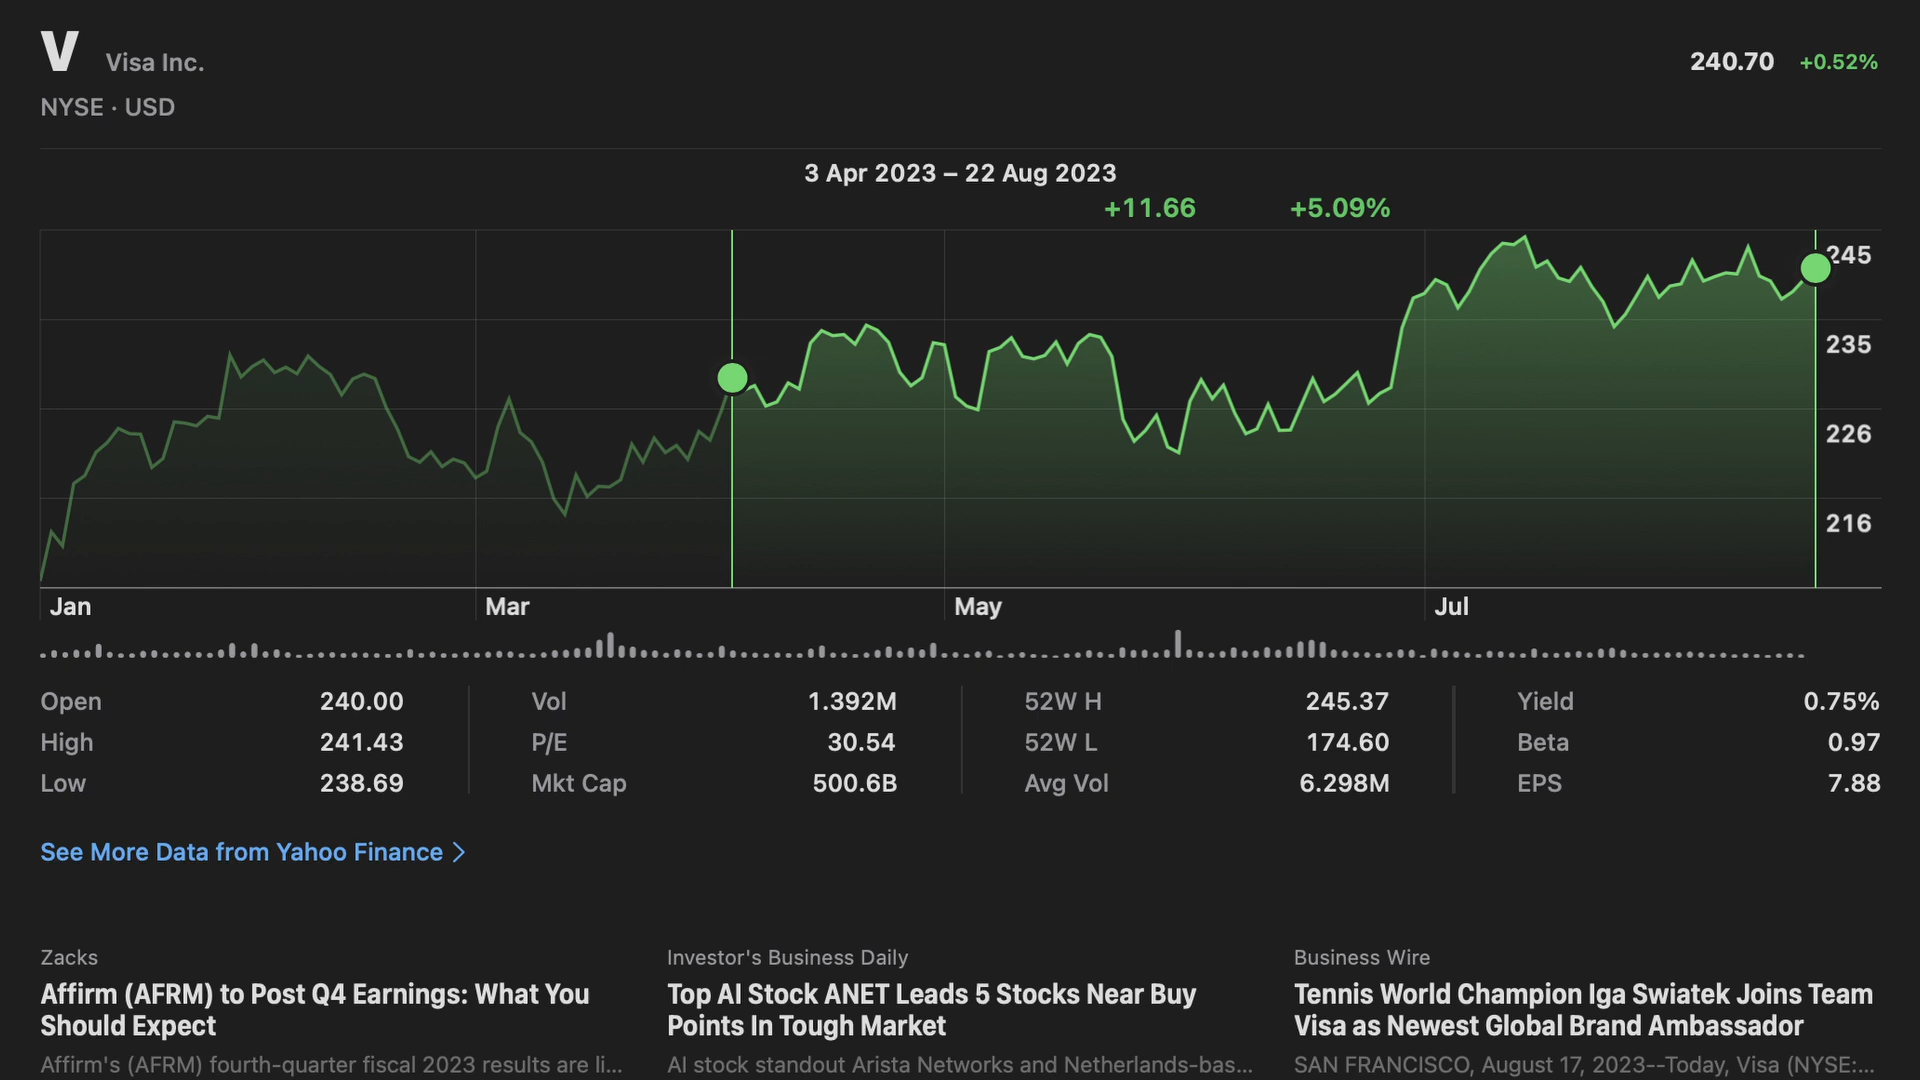 V Visa Inc. 240.70 +0.52%
NYSE · USD
3 Apr 2023 – 22 Aug 2023
+11.66 +5.09%
245
235
226
216
Jan Mar May Jul
Open 240.00 Vol 1.392M 52W H 245.37 Yield 0.75%
High 241.43 P/E 30.54 52W L 174.60 Beta 0.97
Low 238.69 Mkt Cap 500.6B Avg Vol 6.298M EPS 7.88
See More Data from Yahoo Finance >
Zacks
Affirm (AFRM) to Post Q4 Earnings: What You
Should Expect
Affirm's (AFRM) fourth-quarter fiscal 2023 results are li...
Investor's Business Daily
Top AI Stock ANET Leads 5 Stocks Near Buy
Points In Tough Market
AI stock standout Arista Networks and Netherlands-bas...
Business Wire
Tennis World Champion Iga Swiatek Joins Team
Visa as Newest Global Brand Ambassador
SAN FRANCISCO, August 17, 2023--Today, Visa (NYSE:...